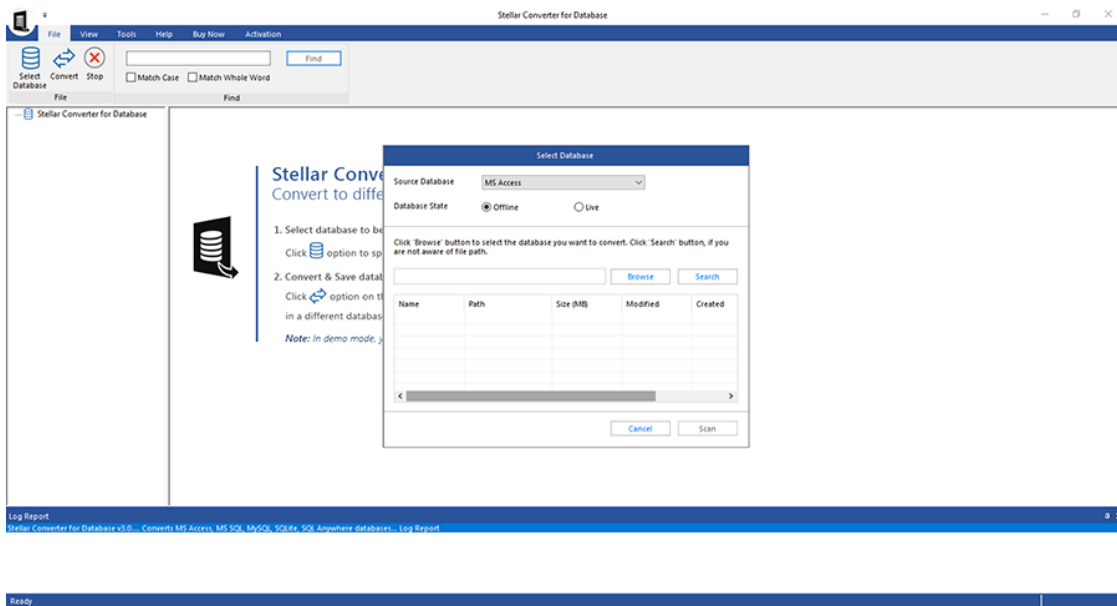 Stellar Converter for Database
File View Tools Help Buy Now Activation
Select Database
Convert
Stop
File
Find
Match Case Match Whole Word
Find
Stellar Converter for Database
Stellar Conve
Convert to diffe
1. Select database to be
Click option to sp
2. Convert & Save datab
Click option on th
in a different databas
Note: In demo mode, y
Select Database
Source Database MS Access
Database State Offline Live
Click 'Browse' button to select the database you want to convert. Click 'Search' button, if you
are not aware of file path.
Browse Search
Name Path Size (MB) Modified Created
Cancel Scan
Log Report
Stellar Converter for Database v3.0.... Converts MS Access, MS SQL, MySQL, SQLite, SQL Anywhere databases... Log Report
Ready